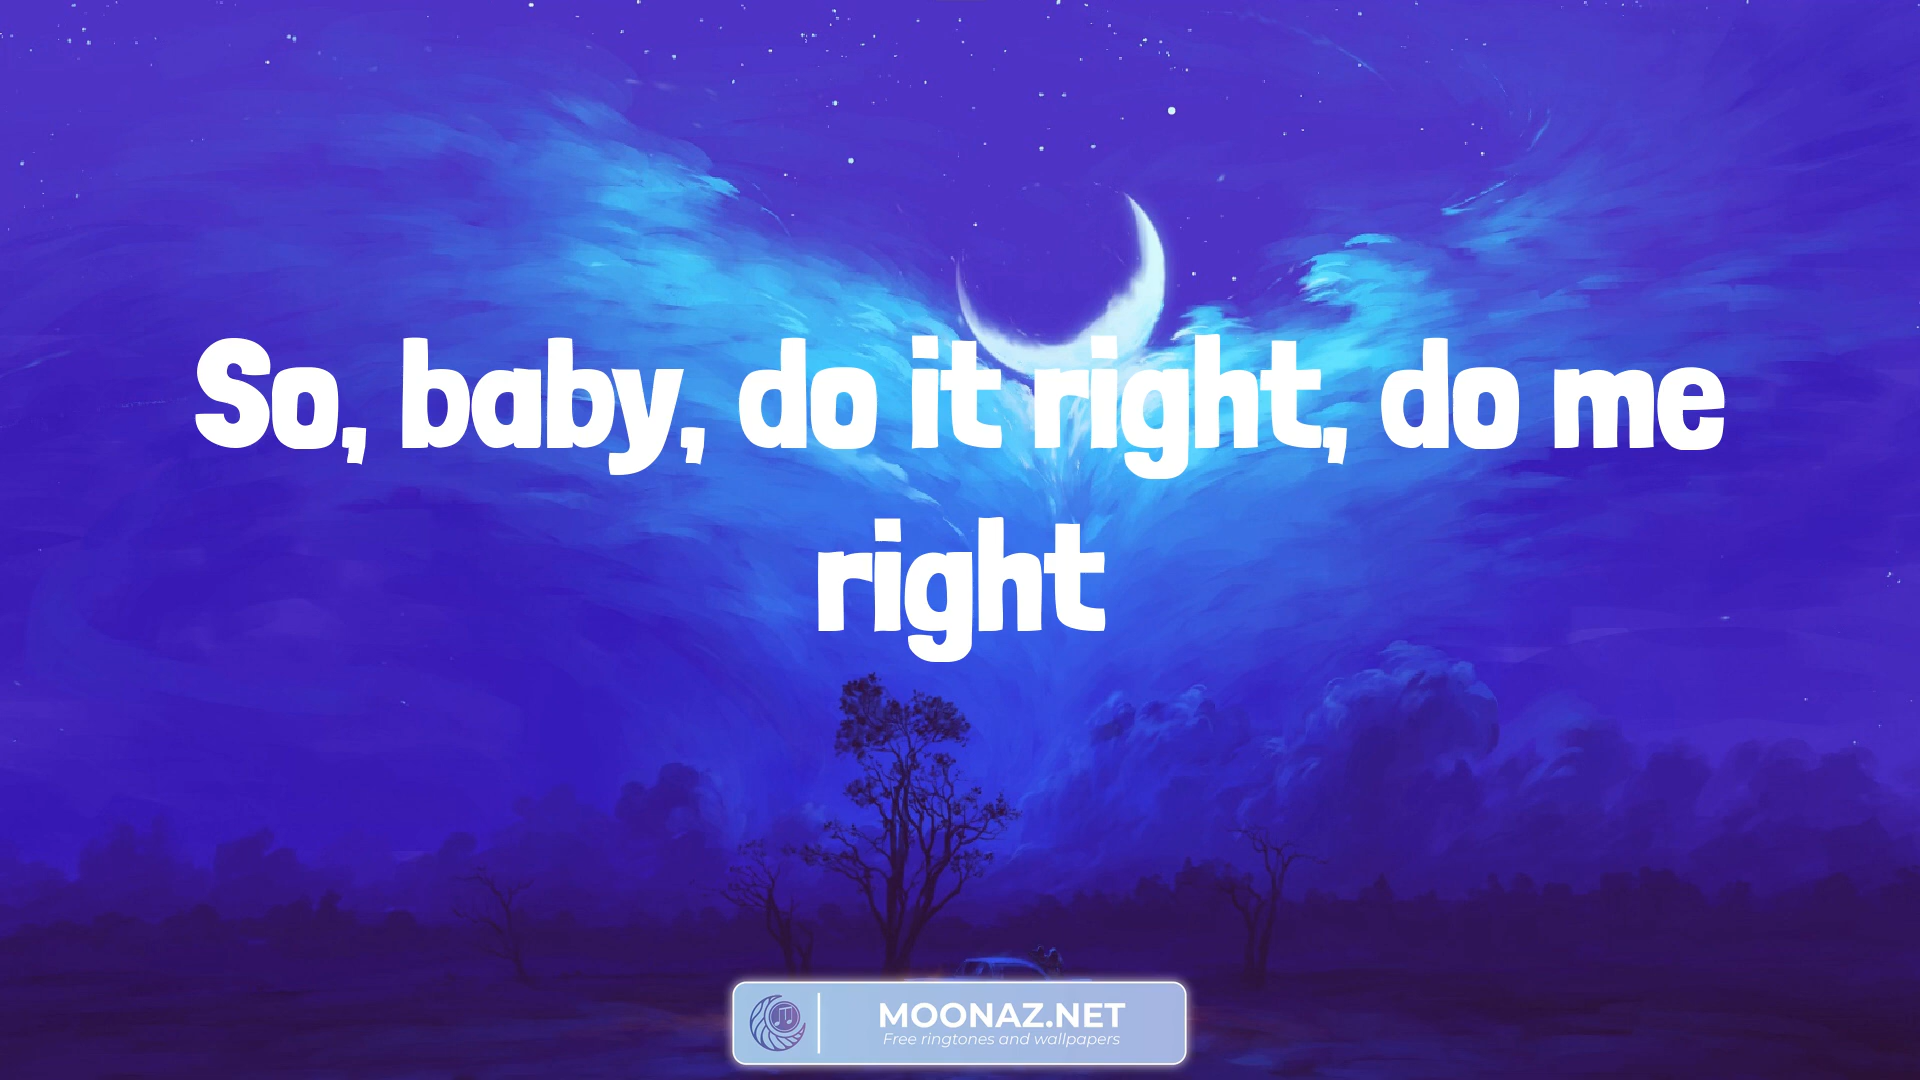 So, baby, do it right, do me
right
MOONAZ.NET
Free ringtones and wallpapers